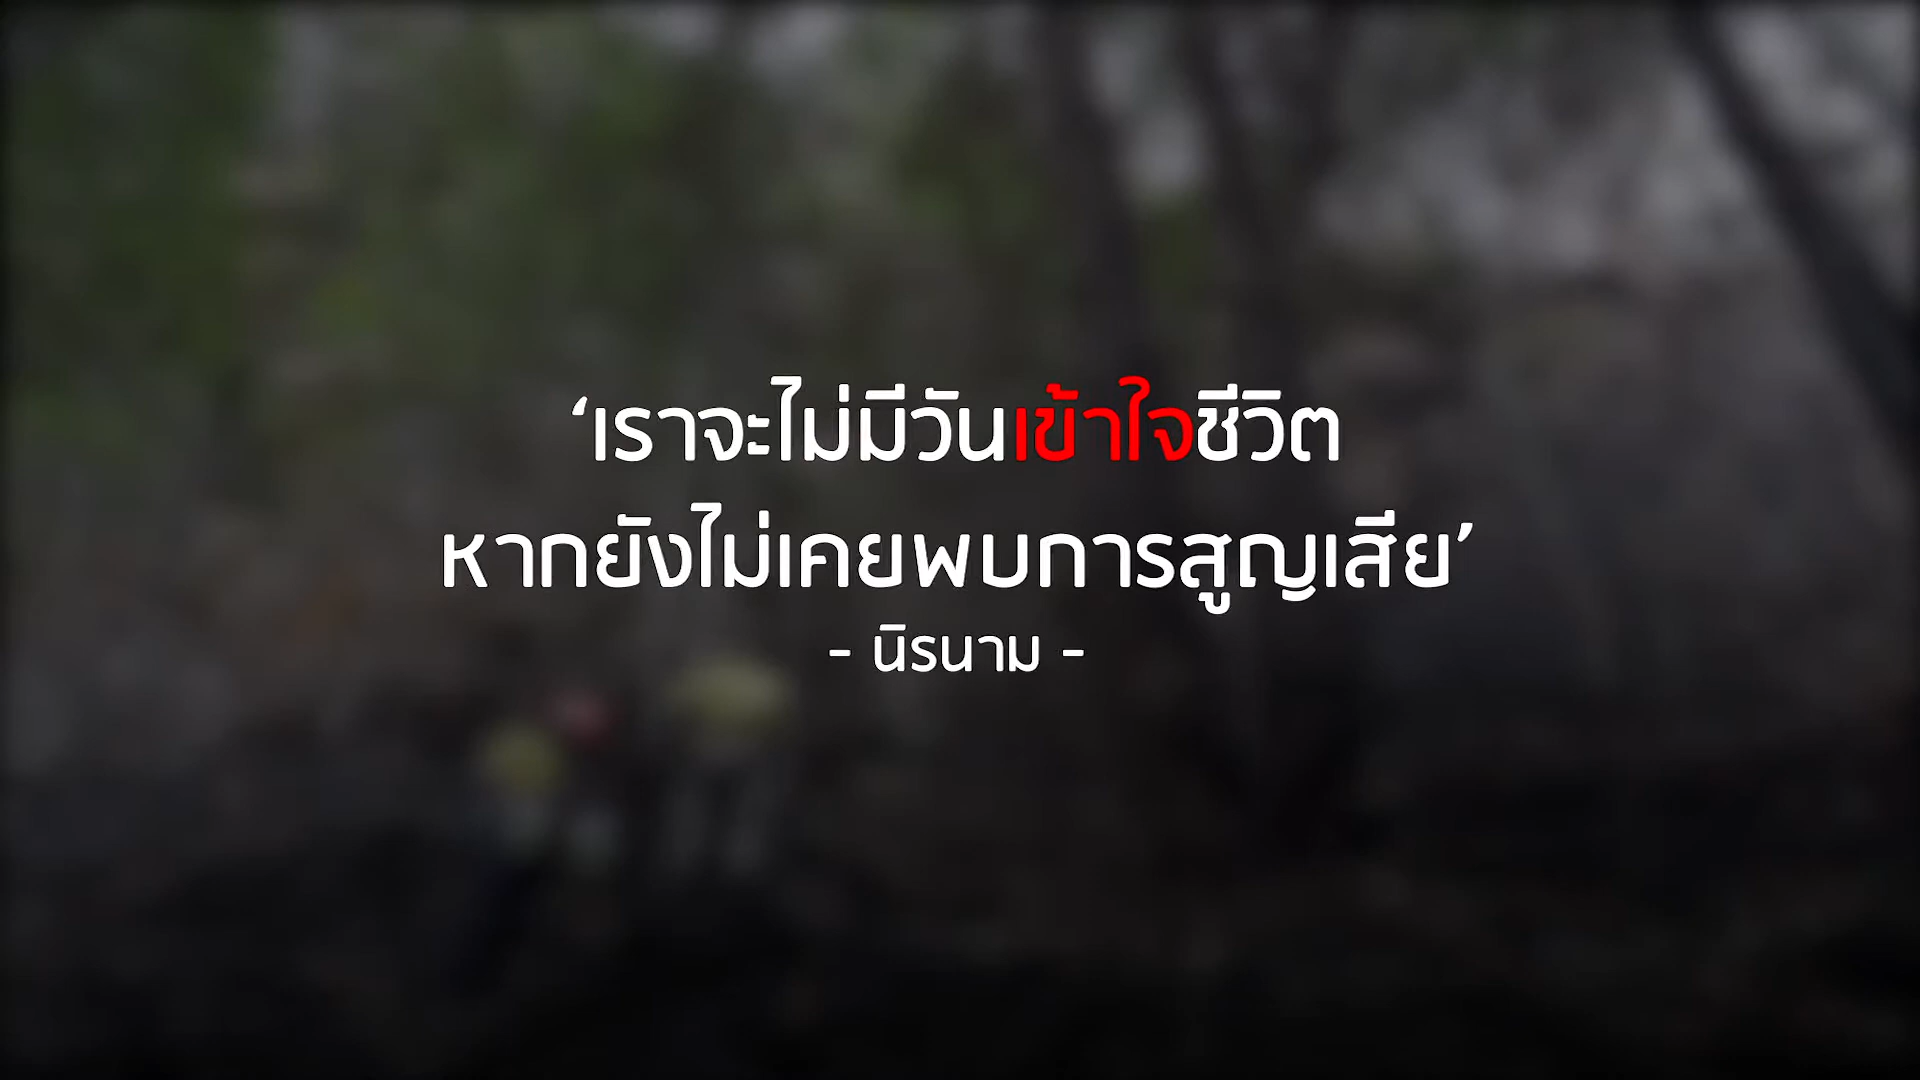 ‘เราจะไม่มีวันเข้าใจชีวิต
หากยังไม่เคยพบการสูญเสีย’
- นิรนาม -